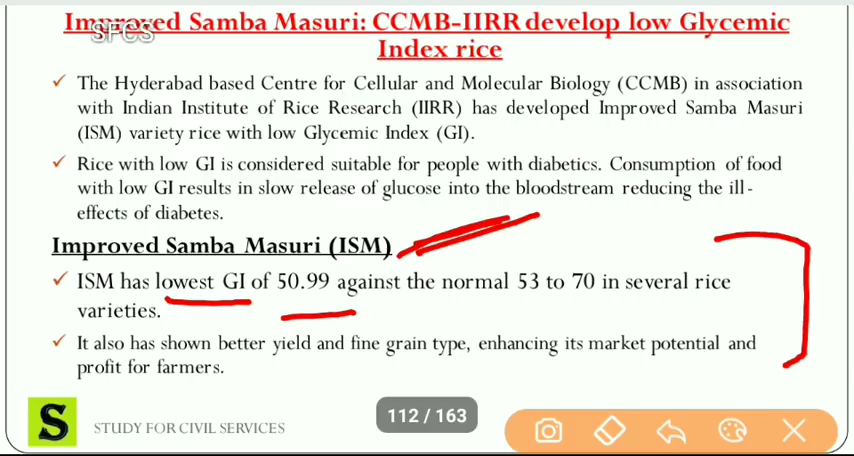 Improved Samba Masuri: CCMB-IIRR develop low Glycemic
SFCS
Index rice
✓ The Hyderabad based Centre for Cellular and Molecular Biology (CCMB) in association
with Indian Institute of Rice Research (IIRR) has developed Improved Samba Masuri
(ISM) variety rice with low Glycemic Index (GI).
✓ Rice with low GI is considered suitable for people with diabetics. Consumption of food
with low GI results in slow release of glucose into the bloodstream reducing the ill-
effects of diabetes.
Improved Samba Masuri (ISM)
✓ ISM has lowest GI of 50.99 against the normal 53 to 70 in several rice
varieties.
✓ It also has shown better yield and fine grain type, enhancing its market potential and
profit for farmers.
S
STUDY FOR CIVIL SERVICES
112 / 163